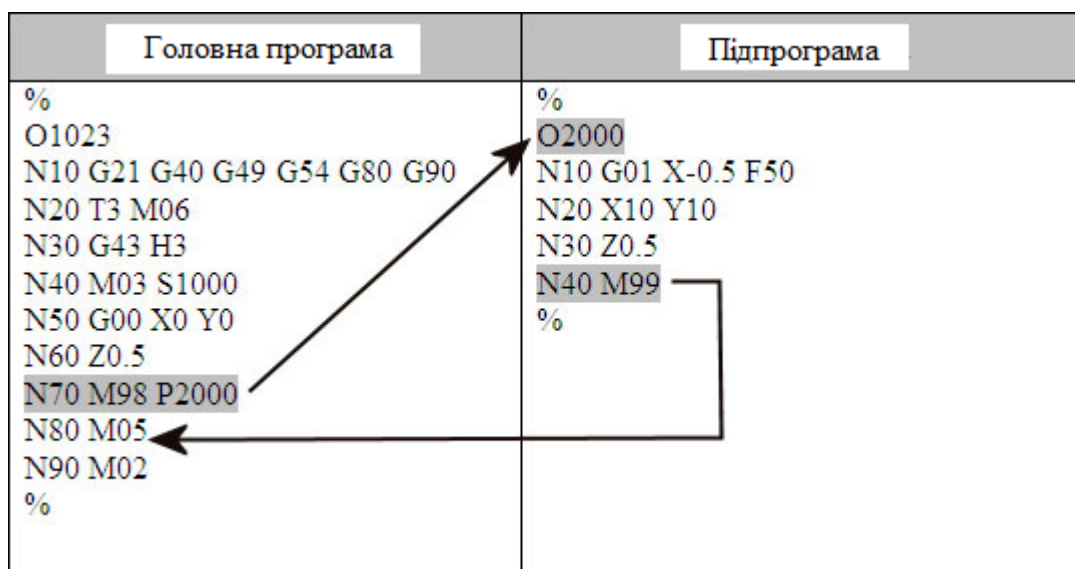 Головна програма
%
O1023
N10 G21 G40 G49 G54 G80 G90
N20 T3 M06
N30 G43 H3
N40 M03 S1000
N50 G00 X0 Y0
N60 Z0.5
N70 M98 P2000
N80 M05
N90 M02
%
Підпрограма
%
O2000
N10 G01 X-0.5 F50
N20 X10 Y10
N30 Z0.5
N40 M99
%